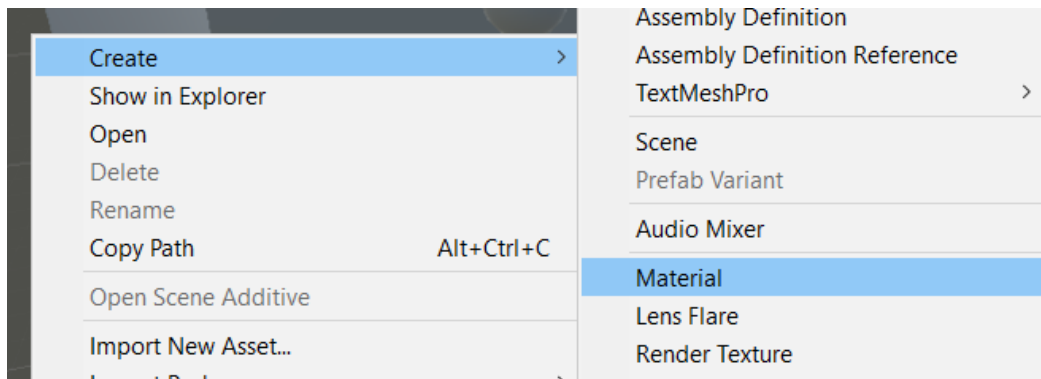 Create
Show in Explorer
Open
Delete
Rename
Copy Path Alt+Ctrl+C
Open Scene Additive
Import New Asset...
Assembly Definition
Assembly Definition Reference
TextMeshPro
Scene
Prefab Variant
Audio Mixer
Material
Lens Flare
Render Texture